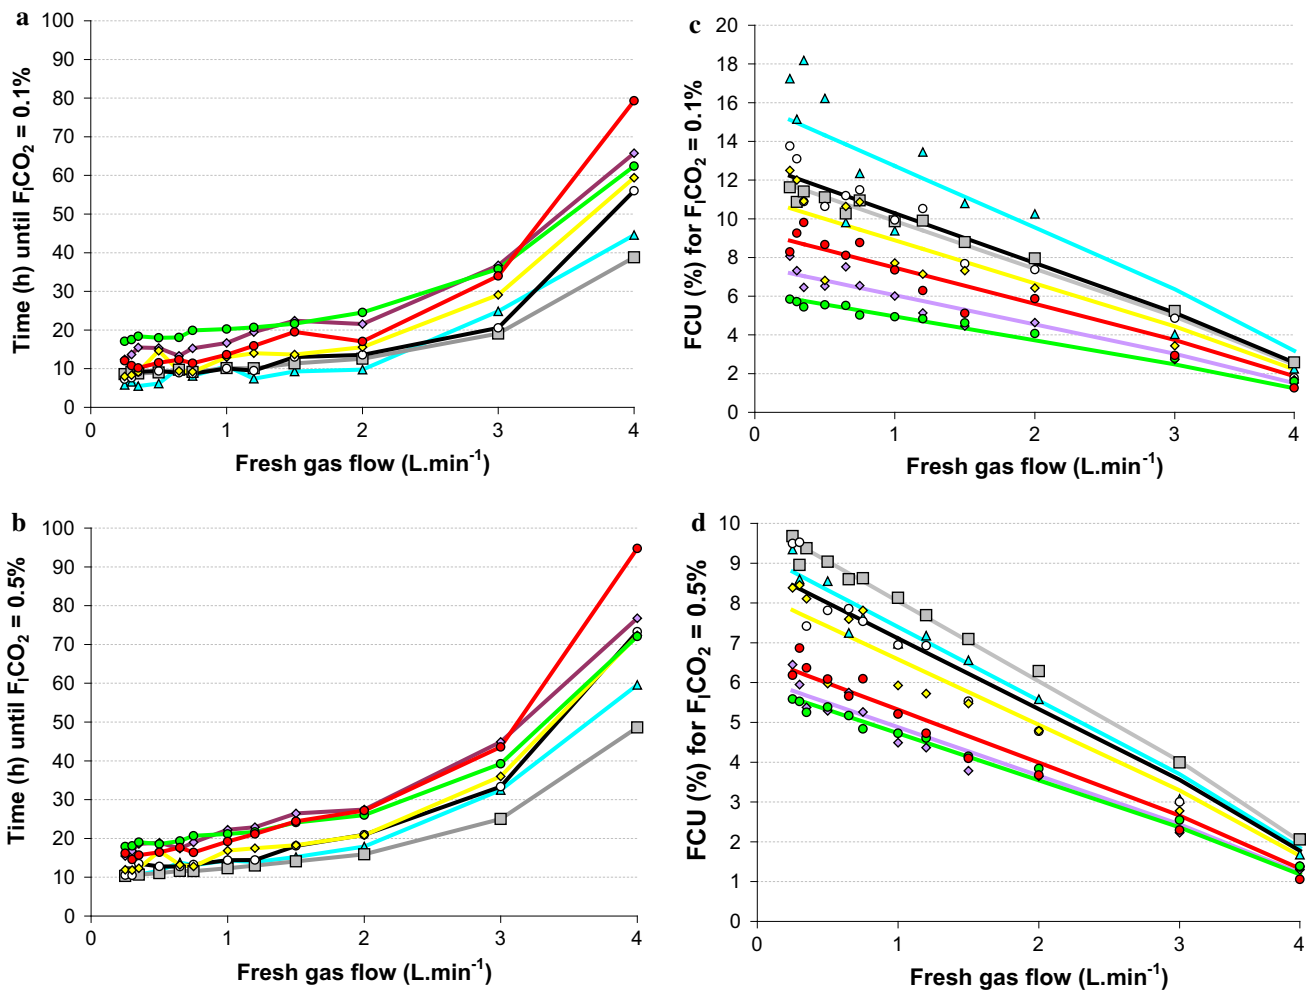 a
100
90
80
70
60
50
40
30
20
10
0
0 1 2 3 4
Time (h) until FICO2 = 0.1%
Fresh gas flow (L.min-1)
c
20
18
16
14
12
10
8
6
4
2
0
0 1 2 3 4
FCU (%) for FICO2 = 0.1%
Fresh gas flow (L.min-1)
b
100
90
80
70
60
50
40
30
20
10
0
0 1 2 3 4
Time (h) until FICO2 = 0.5%
Fresh gas flow (L.min-1)
d
10
9
8
7
6
5
4
3
2
1
0
0 1 2 3 4
FCU (%) for FICO2 = 0.5%
Fresh gas flow (L.min-1)